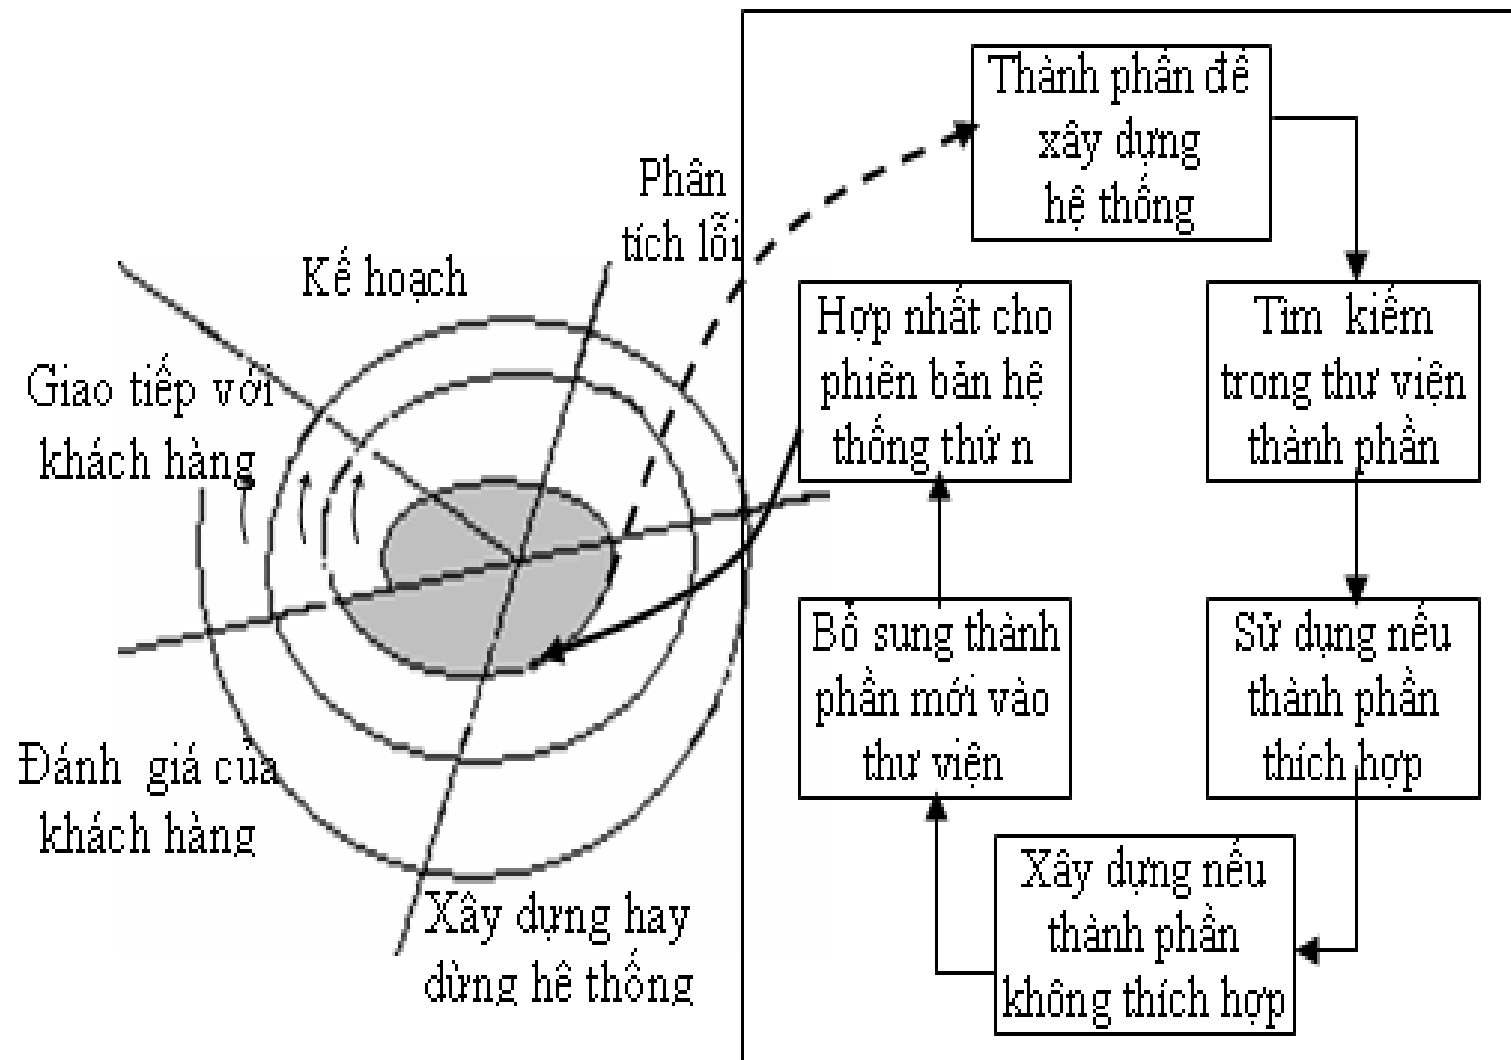 Kế hoạch
Phân
tích lỗi
Giao tiếp với
khách hàng
Đánh giá của
khách hàng
Xây dựng hay
dừng hê thống
Thành phần để
xây dựng
hệ thống
Tìm kiếm
trong thư viện
thành phần
Sử dụng nếu
thành phần
thích hợp
Xây dựng nếu
thành phần
không thích hợp
Bổ sung thành
phần mới vào
thư viện
Hợp nhất cho
phiên bản hệ
thống thứ n